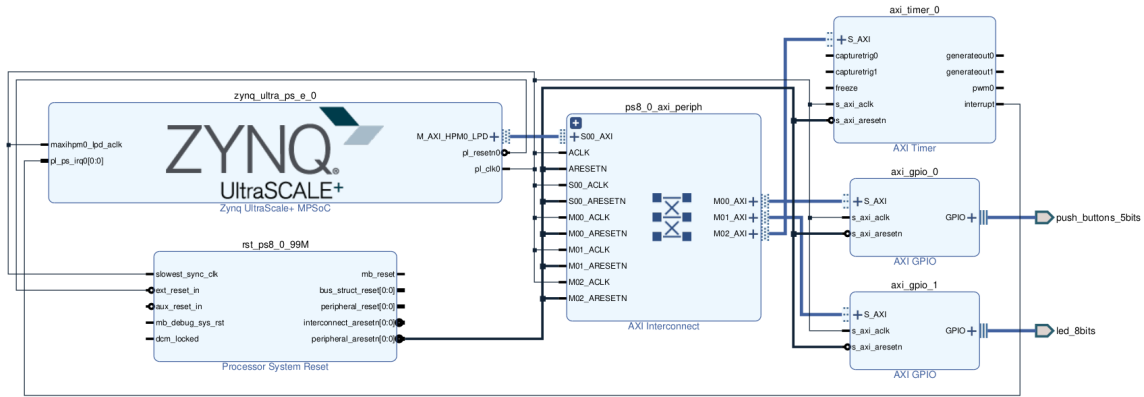 axi_timer_0
S_AXI
capturetrig0
capturetrig1
freeze
s_axi_aclk
s_axi_aresetn
generateout0
generateout1
pwm0
interrupt
AXI Timer
zynq_ultra_ps_e_0
maxihpm0_lpd_aclk
pl_ps_irq0[0:0]
ZYNQ
UltraSCALE+
M_AXI_HPM0_LPD
pl_resetn0
pl_clk0
Zynq UltraScale+ MPSoC
ps8_0_axi_periph
S00_AXI
ACLK
ARESETN
S00_ACLK
S00_ARESETN
M00_ACLK
M00_ARESETN
M01_ACLK
M01_ARESETN
M02_ACLK
M02_ARESETN
M00_AXI
M01_AXI
M02_AXI
AXI Interconnect
axi_gpio_0
S_AXI
s_axi_aclk
s_axi_aresetn
GPIO
AXI GPIO
push_buttons_5bits
rst_ps8_0_99M
slowest_sync_clk
ext_reset_in
aux_reset_in
mb_debug_sys_rst
dcm_locked
mb_reset
bus_struct_reset[0:0]
peripheral_reset[0:0]
interconnect_aresetn[0:0]
peripheral_aresetn[0:0]
Processor System Reset
axi_gpio_1
S_AXI
s_axi_aclk
s_axi_aresetn
GPIO
AXI GPIO
led_8bits